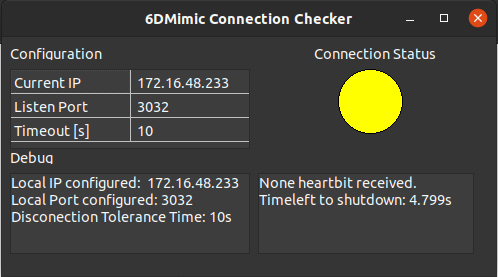 6DMimic Connection Checker
Configuration
Connection Status
Current IP 172.16.48.233
Listen Port 3032
Timeout [s] 10
Debug
Local IP configured: 172.16.48.233
Local Port configured: 3032
Disconection Tolerance Time: 10s
None heartbit received.
Timeleft to shutdown: 4.799s